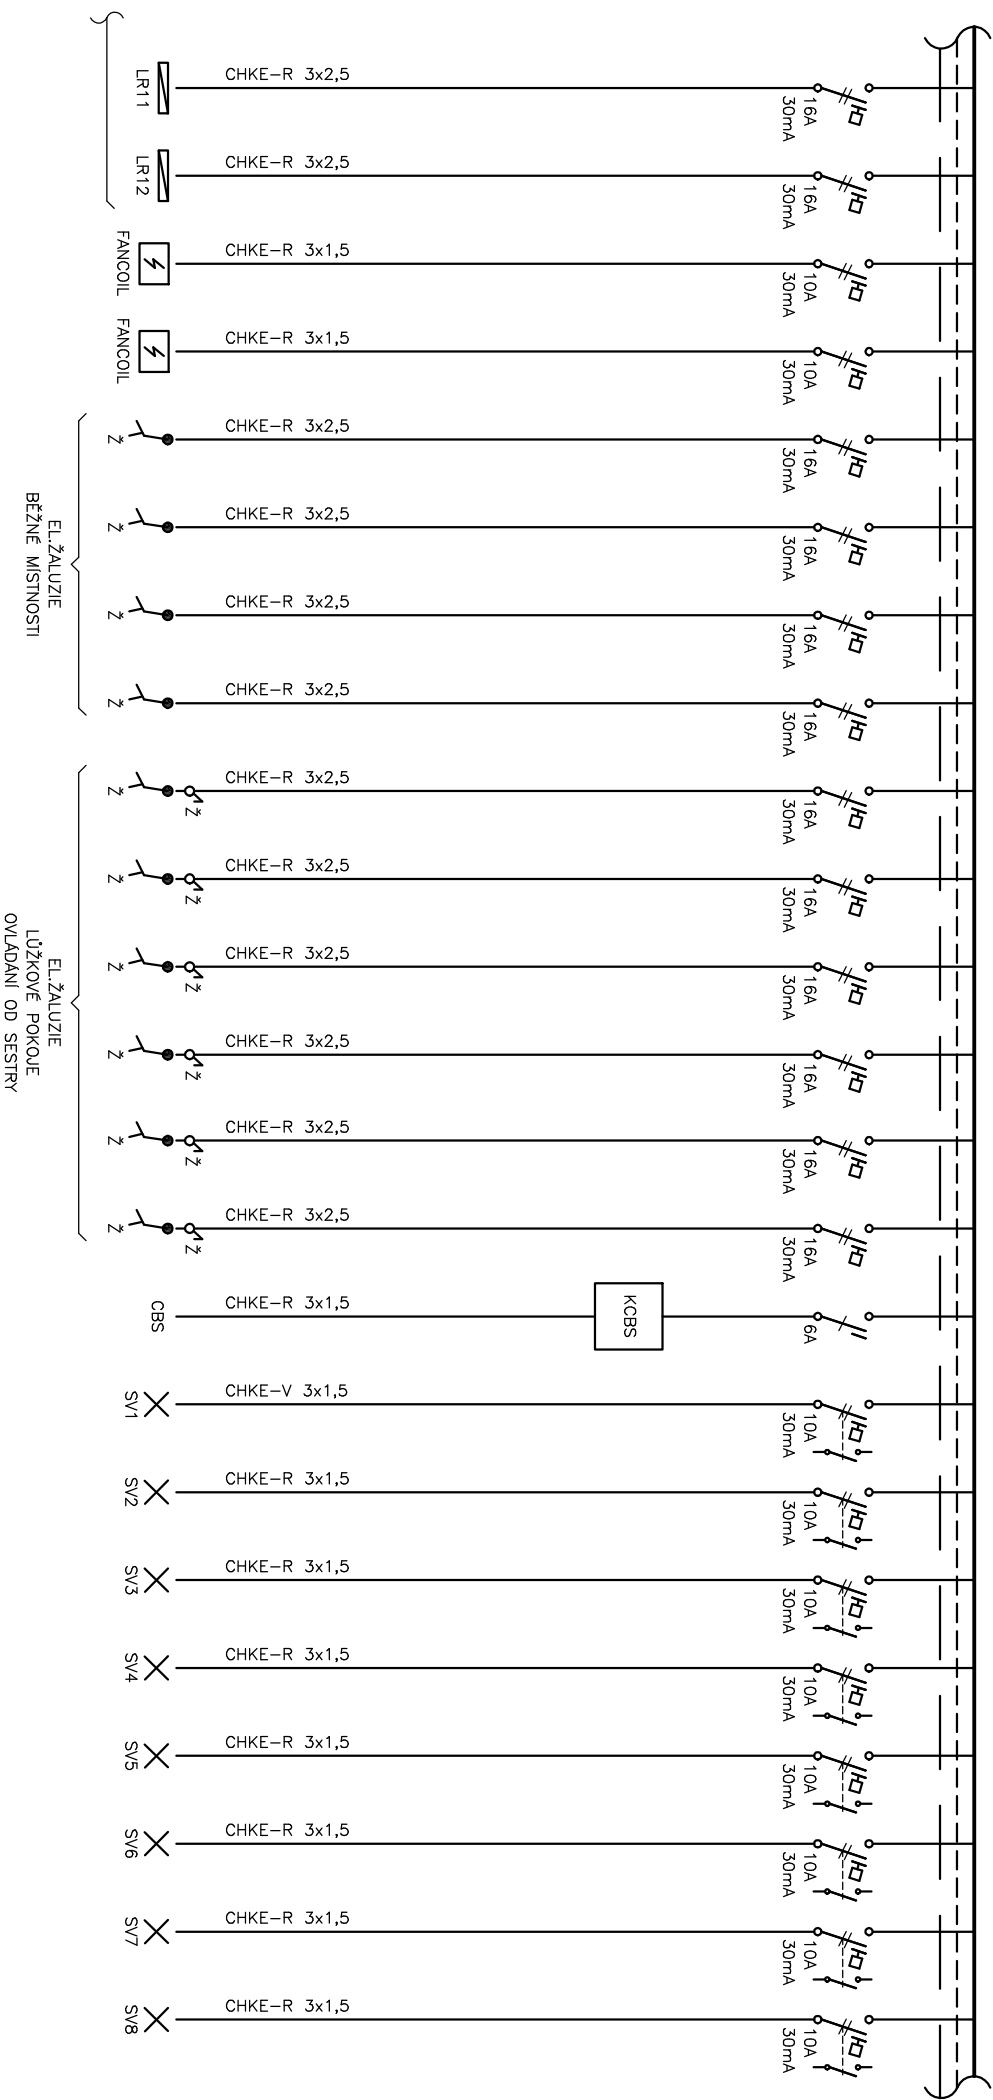 CHKE-R 3x2,5
16A
30mA
LR11
CHKE-R 3x2,5
16A
30mA
LR12
CHKE-R 3x1,5
10A
30mA
FANCOIL
CHKE-R 3x1,5
10A
30mA
FANCOIL
CHKE-R 3x2,5
16A
30mA
Ž
CHKE-R 3x2,5
16A
30mA
Ž
CHKE-R 3x2,5
16A
30mA
Ž
CHKE-R 3x2,5
16A
30mA
Ž
EL.ŽALUZIE
BĚŽNÉ MÍSTNOSTI
CHKE-R 3x2,5
16A
30mA
Ž
Ž
CHKE-R 3x2,5
16A
30mA
Ž
Ž
CHKE-R 3x2,5
16A
30mA
Ž
Ž
CHKE-R 3x2,5
16A
30mA
Ž
Ž
CHKE-R 3x2,5
16A
30mA
Ž
Ž
CHKE-R 3x2,5
16A
30mA
Ž
Ž
EL.ŽALUZIE
LŮŽKOVÉ POKOJE
OVLÁDÁNÍ OD SESTRY
CHKE-R 3x1,5
KCBS
6A
CBS
CHKE-V 3x1,5
10A
30mA
SV1
CHKE-R 3x1,5
10A
30mA
SV2
CHKE-R 3x1,5
10A
30mA
SV3
CHKE-R 3x1,5
10A
30mA
SV4
CHKE-R 3x1,5
10A
30mA
SV5
CHKE-R 3x1,5
10A
30mA
SV6
CHKE-R 3x1,5
10A
30mA
SV7
CHKE-R 3x1,5
10A
30mA
SV8